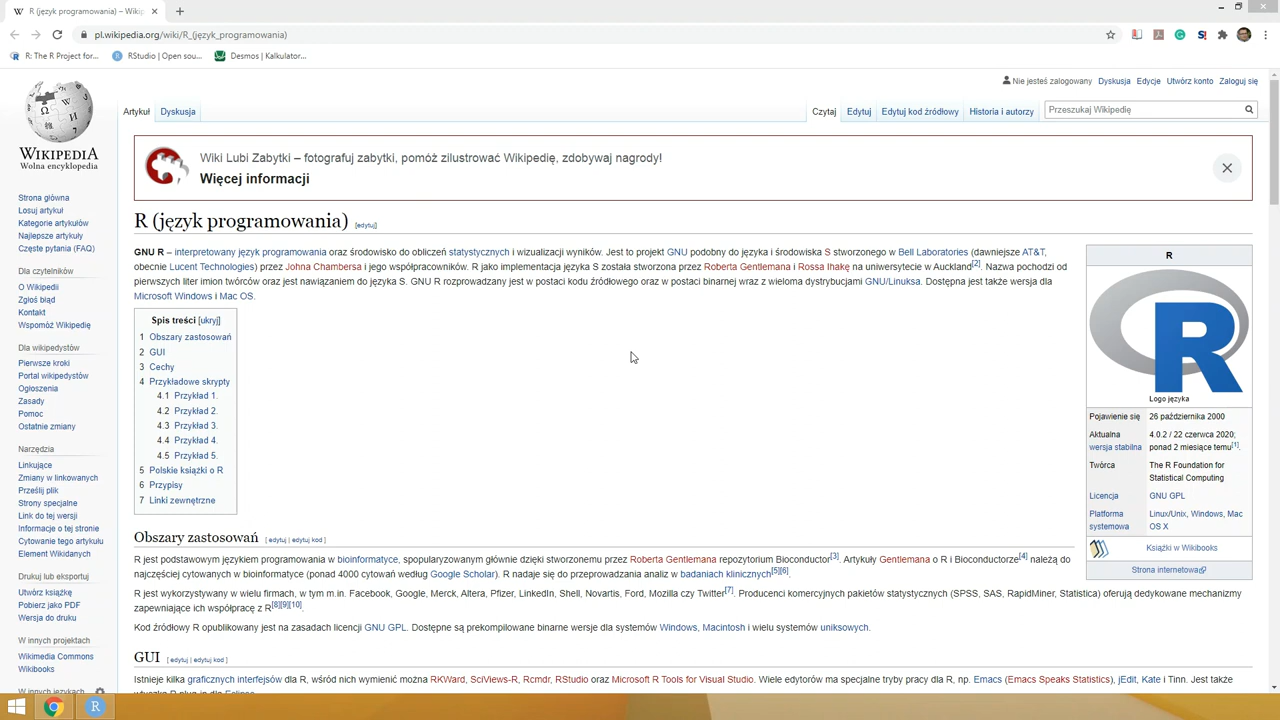 R (język programowania) – Wiki
pl.wikipedia.org/wiki/R_(język_programowania)
R: The R Project for...
RStudio | Open sou...
Desmos | Kalkulator...
Nie jesteś zalogowany Dyskusja Edycje Utwórz konto Zaloguj się
Artykuł Dyskusja Czytaj Edytuj Edytuj kod źródłowy Historia i autorzy Przeszukaj Wikipedię
WIKIPEDIA
Wolna encyklopedia
Strona główna
Losuj artykuł
Kategorie artykułów
Najlepsze artykuły
Częste pytania (FAQ)
Dla czytelników
O Wikipedii
Zgłoś błąd
Kontakt
Wspomóż Wikipedię
Dla wikipedystów
Pierwsze kroki
Portal wikipedystów
Ogłoszenia
Zasady
Pomoc
Ostatnie zmiany
Narzędzia
Linkujące
Zmiany w linkowanych
Prześlij plik
Strony specjalne
Link do tej wersji
Informacje o tej stronie
Cytowanie tego artykułu
Element Wikidanych
Drukuj lub eksportuj
Utwórz książkę
Pobierz jako PDF
Wersja do druku
W innych projektach
Wikimedia Commons
Wikibooks
W innych językach
Wiki Lubi Zabytki – fotografuj zabytki, pomóż zilustrować Wikipedię, zdobywaj nagrody!
Więcej informacji
R (język programowania) [edytuj]
GNU R – interpretowany język programowania oraz środowisko do obliczeń statystycznych i wizualizacji wyników. Jest to projekt GNU podobny do języka i środowiska S stworzonego w Bell Laboratories (dawniejsze AT&T,
obecnie Lucent Technologies) przez Johna Chambersa i jego współpracowników. R jako implementacja języka S została stworzona przez Roberta Gentlemana i Rossa Ihakę na uniwersytecie w Auckland[2]. Nazwa pochodzi od
pierwszych liter imion twórców oraz jest nawiązaniem do języka S. GNU R rozprowadzany jest w postaci kodu źródłowego oraz w postaci binarnej wraz z wieloma dystrybucjami GNU/Linuksa. Dostępna jest także wersja dla
Microsoft Windows i Mac OS.
Spis treści [ukryj]
1 Obszary zastosowań
2 GUI
3 Cechy
4 Przykładowe skrypty
4.1 Przykład 1.
4.2 Przykład 2.
4.3 Przykład 3.
4.4 Przykład 4.
4.5 Przykład 5.
5 Polskie książki o R
6 Przypisy
7 Linki zewnętrzne
R
R
Logo języka
Pojawienie się 26 października 2000
Aktualna wersja stabilna 4.0.2 / 22 czerwca 2020; ponad 2 miesiące temu[1].
Twórca The R Foundation for Statistical Computing
Licencja GNU GPL
Platforma systemowa Linux/Unix, Windows, Mac OS X
Książki w Wikibooks
Strona internetowa
Obszary zastosowań [ edytuj | edytuj kod ]
R jest podstawowym językiem programowania w bioinformatyce, spopularyzowanym głównie dzięki stworzonemu przez Roberta Gentlemana repozytorium Bioconductor[3]. Artykuły Gentlemana o R i Bioconductorze[4] należą do
najczęściej cytowanych w bioinformatyce (ponad 4000 cytowań według Google Scholar). R nadaje się do przeprowadzania analiz w badaniach klinicznych[5][6].
R jest wykorzystywany w wielu firmach, w tym m.in. Facebook, Google, Merck, Altera, Pfizer, LinkedIn, Shell, Novartis, Ford, Mozilla czy Twitter[7]. Producenci komercyjnych pakietów statystycznych (SPSS, SAS, RapidMiner, Statistica) oferują dedykowane mechanizmy
zapewniające ich współpracę z R[8][9][10].
Kod źródłowy R opublikowany jest na zasadach licencji GNU GPL. Dostępne są prekompilowane binarne wersje dla systemów Windows, Macintosh i wielu systemów uniksowych.
GUI [ edytuj | edytuj kod ]
Istnieje kilka graficznych interfejsów dla R, wśród nich wymienić można RKWard, SciViews-R, Rcmdr, RStudio oraz Microsoft R Tools for Visual Studio. Wiele edytorów ma specjalne tryby pracy dla R, np. Emacs (Emacs Speaks Statistics), jEdit, Kate i Tinn. Jest także
wtyczka R plug-in dla Eclipse.